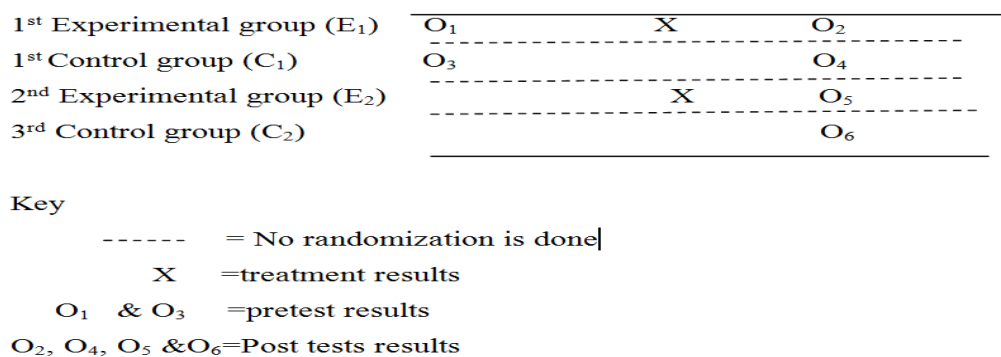 1st Experimental group (E1) O1 X O2
1st Control group (C1) O3 O4
2nd Experimental group (E2) X O5
3rd Control group (C2) O6
Key
------ = No randomization is done
X =treatment results
O1 & O3 =pretest results
O2, O4, O5 &O6=Post tests results